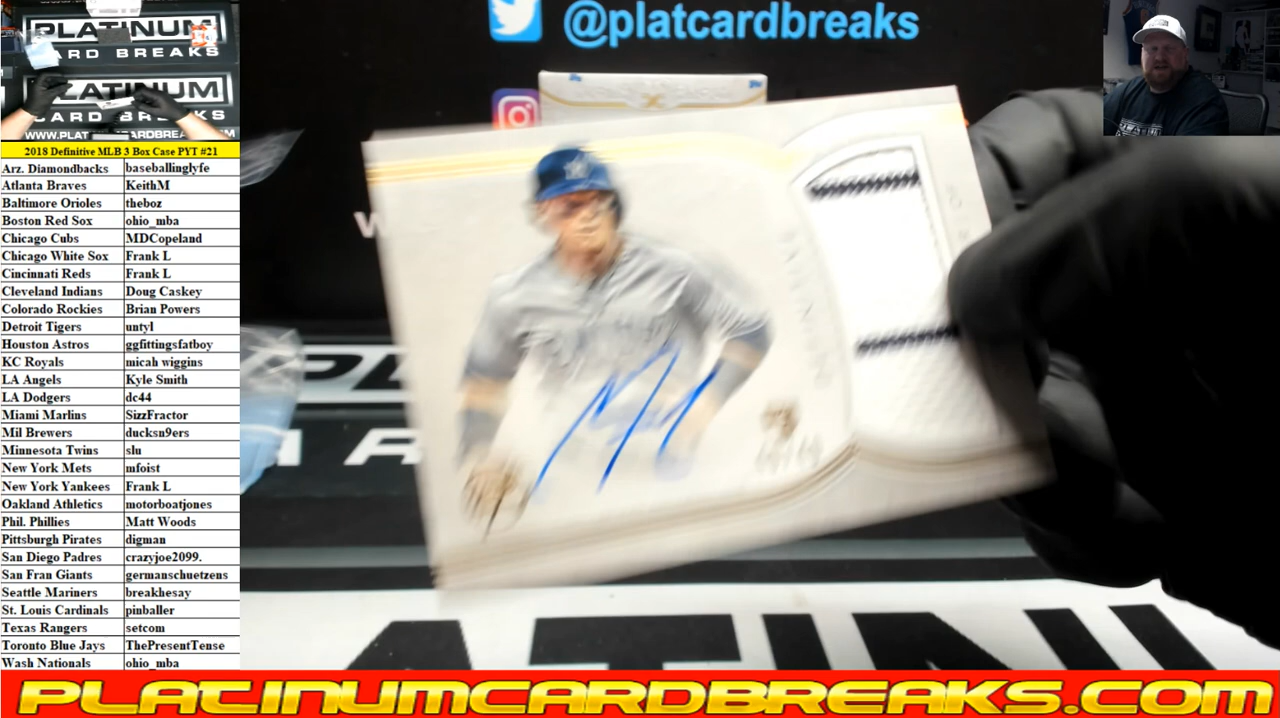 PLATINUM
CARD BREAKS
PLATINUM
CARD BREAKS
WWW.PLATINUMCARDBREAKS.COM
@platcardbreaks
2018 Definitive MLB 3 Box Case PYT #21
Arz. Diamondbacks baseballinglyfe
Atlanta Braves KeithM
Baltimore Orioles theboz
Boston Red Sox ohio_mba
Chicago Cubs MDCopeland
Chicago White Sox Frank L
Cincinnati Reds Frank L
Cleveland Indians Doug Caskey
Colorado Rockies Brian Powers
Detroit Tigers untyl
Houston Astros ggfittingsfatboy
KC Royals micah wiggins
LA Angels Kyle Smith
LA Dodgers dc44
Miami Marlins SizzFractor
Mil Brewers ducksn9ers
Minnesota Twins slu
New York Mets mfoist
New York Yankees Frank L
Oakland Athletics motorboatjones
Phil. Phillies Matt Woods
Pittsburgh Pirates digman
San Diego Padres crazyjoe2099.
San Fran Giants germanschuetzens
Seattle Mariners breakhesay
St. Louis Cardinals pinballer
Texas Rangers setcom
Toronto Blue Jays ThePresentTense
Wash Nationals ohio_mba
PLATINUMCARDBREAKS.COM